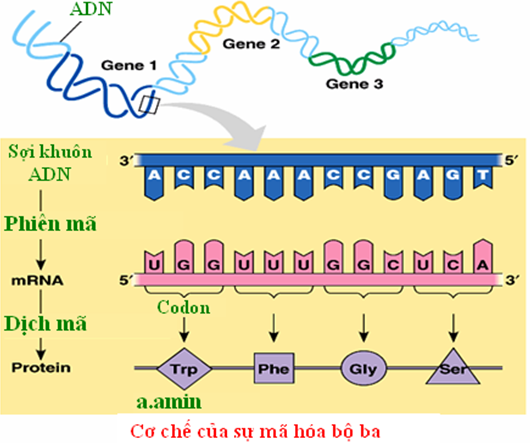 ADN
Gene 1
Gene 2
Gene 3
Sợi khuôn
ADN
3' A C C A A A C C G A G T 5'
Phiên mã
mRNA
5' U G G U U U G G C U C A 3'
Codon
Dịch mã
Protein
Trp Phe Gly Ser
a.amin
Cơ chế của sự mã hóa bộ ba